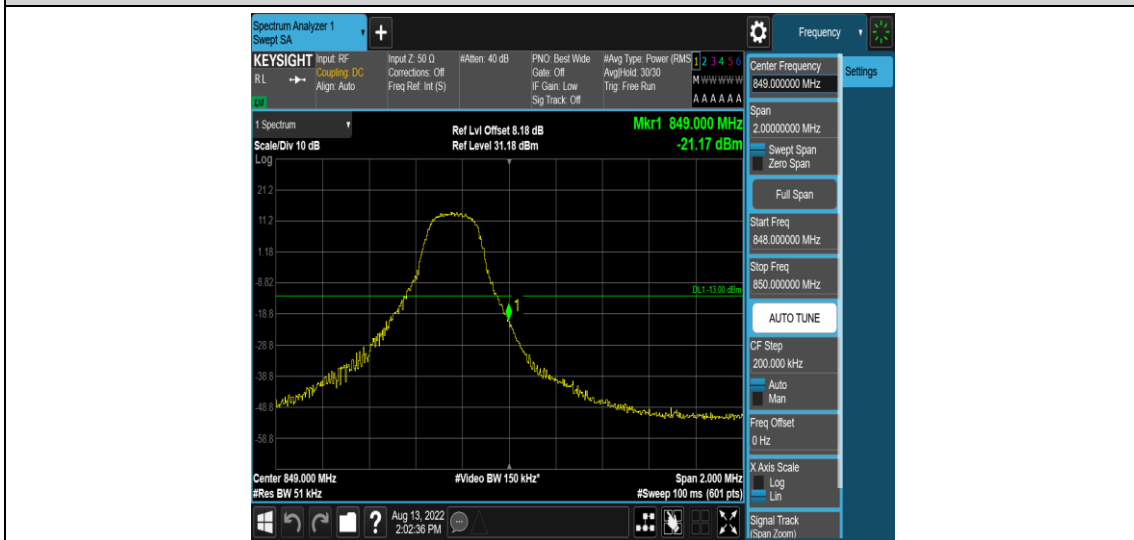 Spectrum Analyzer 1
Swept SA
+
Frequency
KEYSIGHT
RL
LXI
Input: RF
Coupling: DC
Align: Auto
Input Z: 50 Ω
Corrections: Off
Freq Ref: Int (S)
#Atten: 40 dB
PNO: Best Wide
Gate: Off
IF Gain: Low
Sig Track: Off
#Avg Type: Power (RMS
Avg|Hold: 30/30
Trig: Free Run
1 2 3 4 5 6
M W W W W W
A A A A A A
1 Spectrum
Scale/Div 10 dB
Ref Lvl Offset 8.18 dB
Ref Level 31.18 dBm
Mkr1 849.000 MHz
-21.17 dBm
Log
21.2
11.2
1.18
-8.82
-18.8
-28.8
-38.8
-48.8
-58.8
DL1 -13.00 dBm
1
Center 849.000 MHz
#Res BW 51 kHz
#Video BW 150 kHz*
Span 2.000 MHz
#Sweep 100 ms (601 pts)
Center Frequency
849.000000 MHz
Settings
Span
2.00000000 MHz
Swept Span
Zero Span
Full Span
Start Freq
848.000000 MHz
Stop Freq
850.000000 MHz
AUTO TUNE
CF Step
200.000 kHz
Auto
Man
Freq Offset
0 Hz
X Axis Scale
Log
Lin
Signal Track
(Span Zoom)
?
Aug 13, 2022
2:02:36 PM